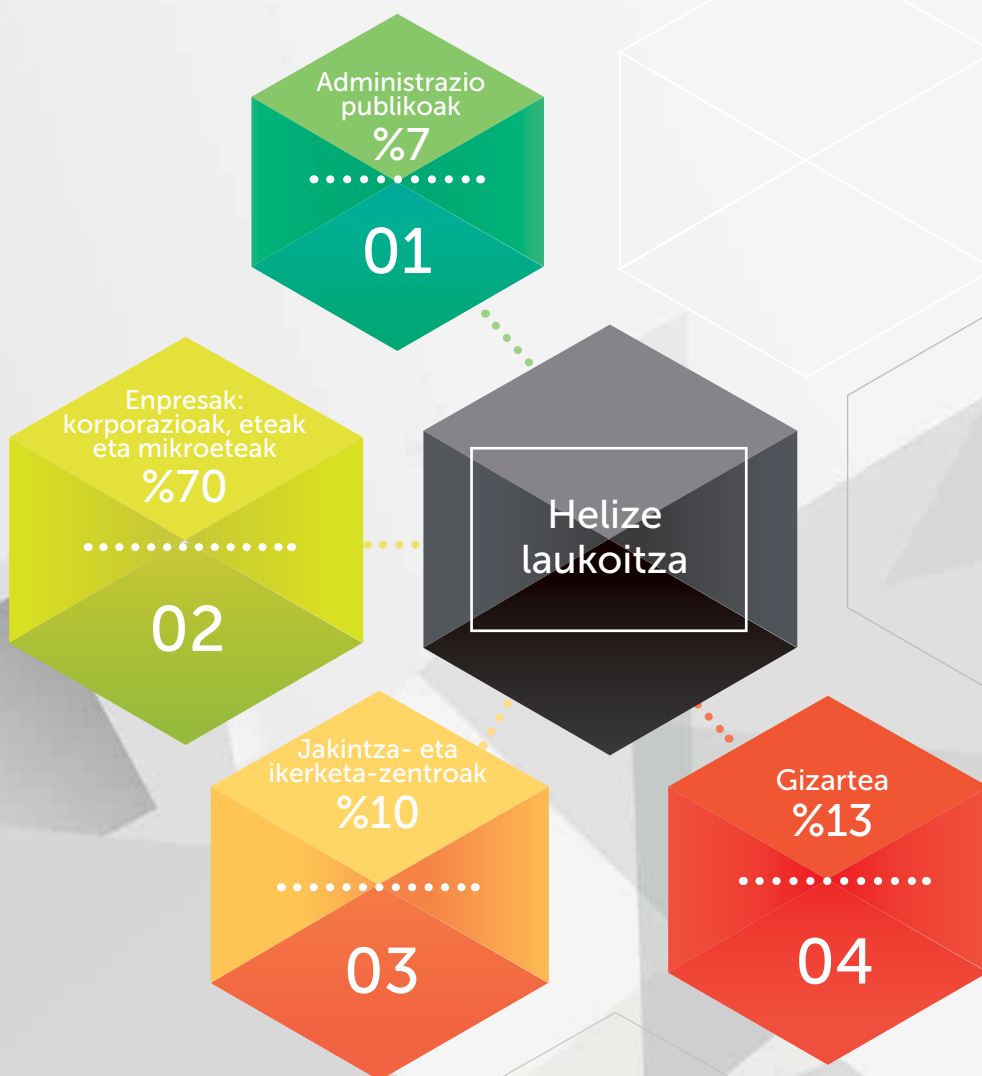 Administrazio
publikoak
%7
01
Enpresak:
korporazioak, eteak
eta mikroeteak
%70
02
Helize
laukoitza
Jakintza- eta
ikerketa-zentroak
%10
03
Gizartea
%13
04